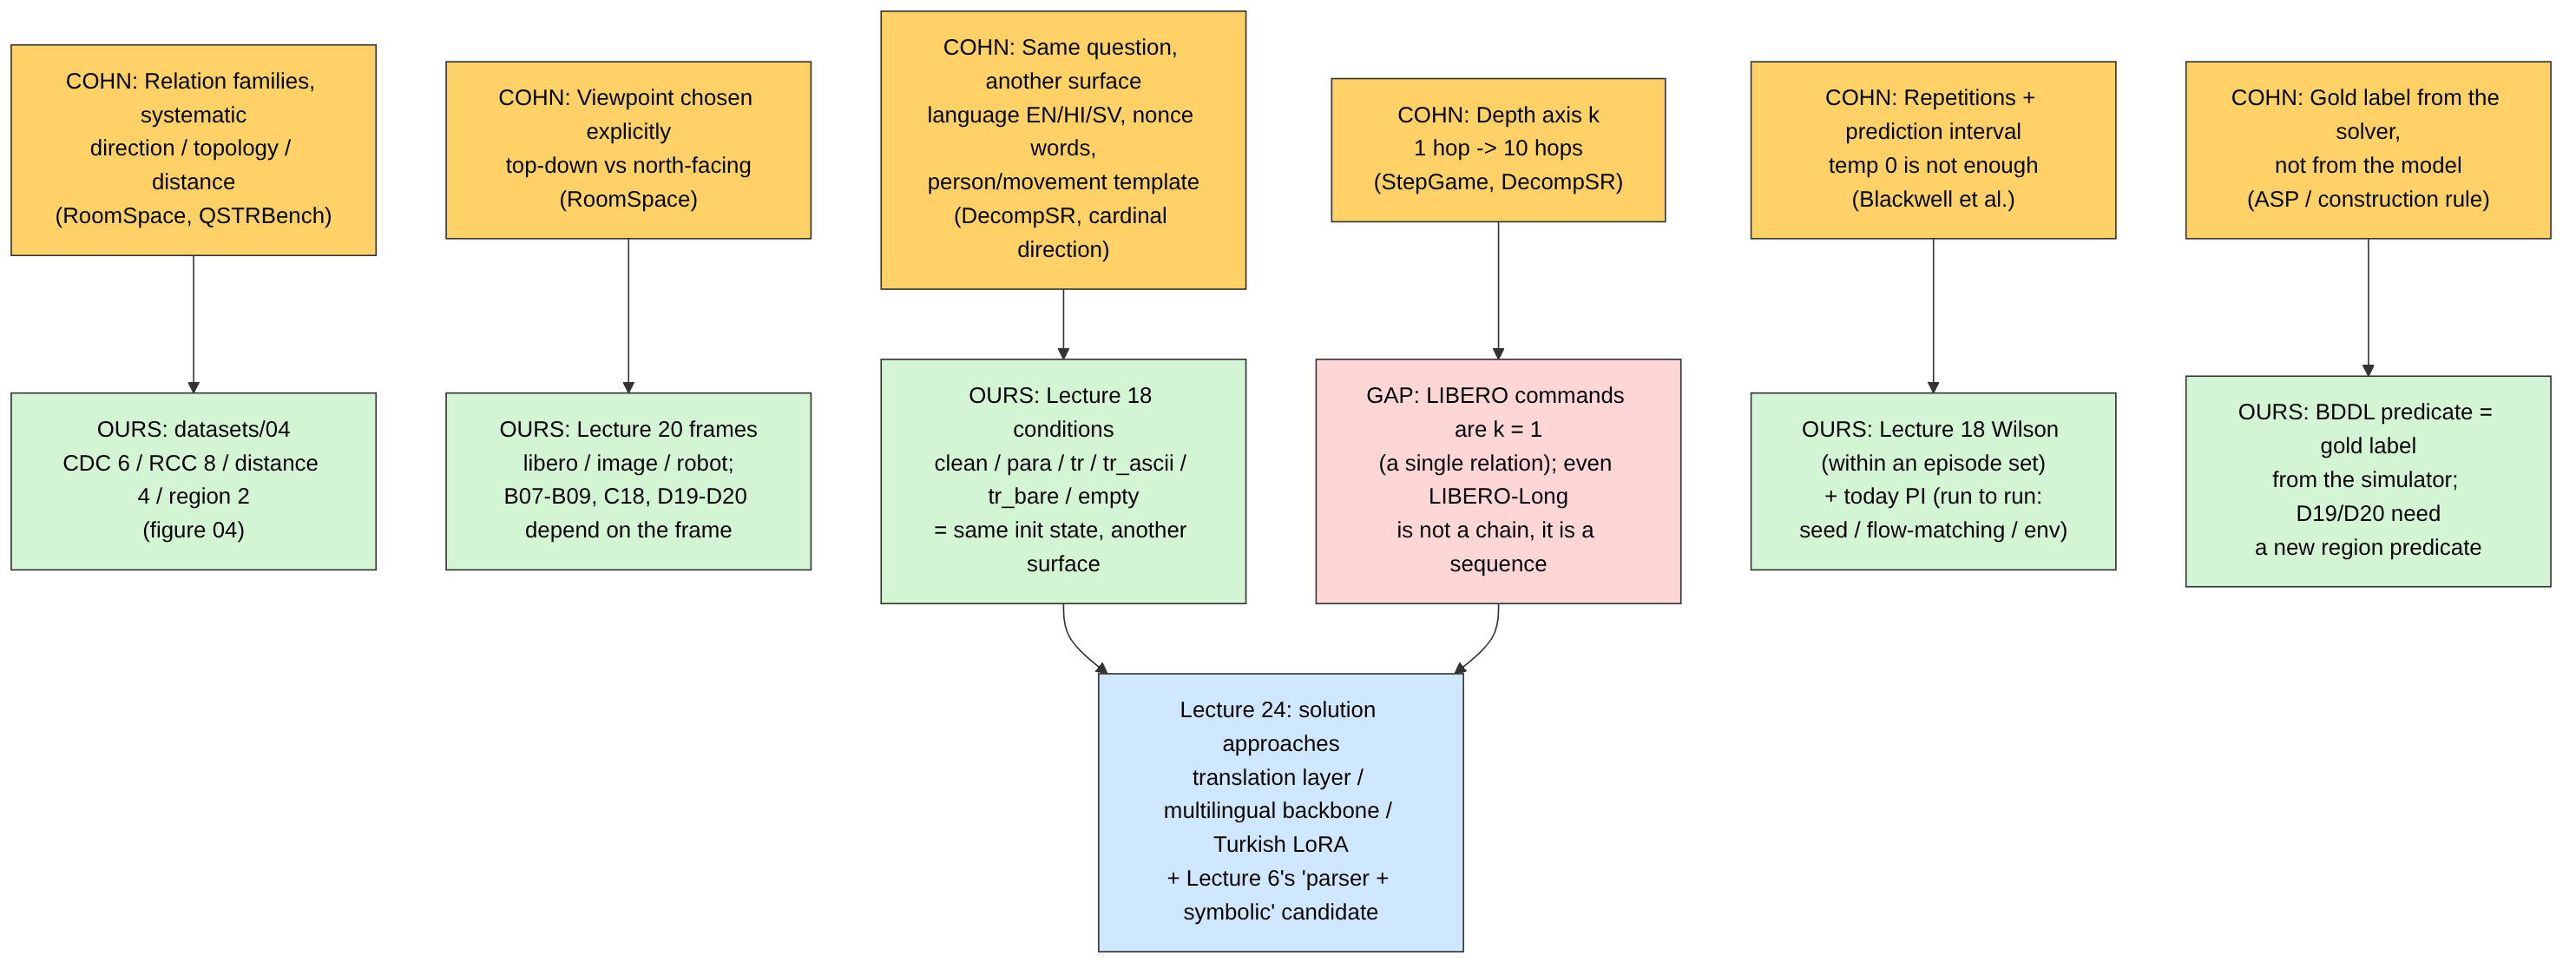 COHN: Relation families,
systematic
direction / topology /
distance
(RoomSpace, QSTRBench)
COHN: Viewpoint chosen
explicitly
top-down vs north-facing
(RoomSpace)
COHN: Same question,
another surface
language EN/HI/SV, nonce
words,
person/movement template
(DecompSR, cardinal
direction)
COHN: Depth axis k
1 hop -> 10 hops
(StepGame, DecompSR)
COHN: Repetitions +
prediction interval
temp 0 is not enough
(Blackwell et al.)
COHN: Gold label from the
solver,
not from the model
(ASP / construction rule)
OURS: datasets/04
CDC 6 / RCC 8 / distance
4 / region 2
(figure 04)
OURS: Lecture 20 frames
libero / image / robot;
B07-B09, C18, D19-D20
depend on the frame
OURS: Lecture 18
conditions
clean / para / tr / tr_ascii /
tr_bare / empty
= same init state, another
surface
GAP: LIBERO commands
are k = 1
(a single relation); even
LIBERO-Long
is not a chain, it is a
sequence
OURS: Lecture 18 Wilson
(within an episode set)
+ today PI (run to run:
seed / flow-matching / env)
OURS: BDDL predicate =
gold label
from the simulator;
D19/D20 need
a new region predicate
Lecture 24: solution
approaches
translation layer /
multilingual backbone /
Turkish LoRA
+ Lecture 6's 'parser +
symbolic' candidate